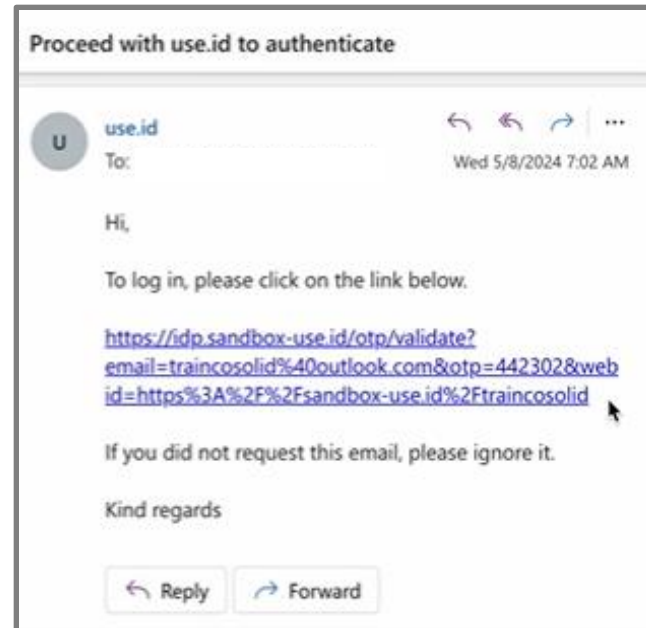 Proceed with use.id to authenticate
U
use.id
To:
Wed 5/8/2024 7:02 AM
Hi,
To log in, please click on the link below.
https://idp.sandbox-use.id/otp/validate?
email=traincosolid%40outlook.com&otp=442302&web
id=https%3A%2F%2Fsandbox-use.id%2Ftraincosolid
If you did not request this email, please ignore it.
Kind regards
Reply
Forward